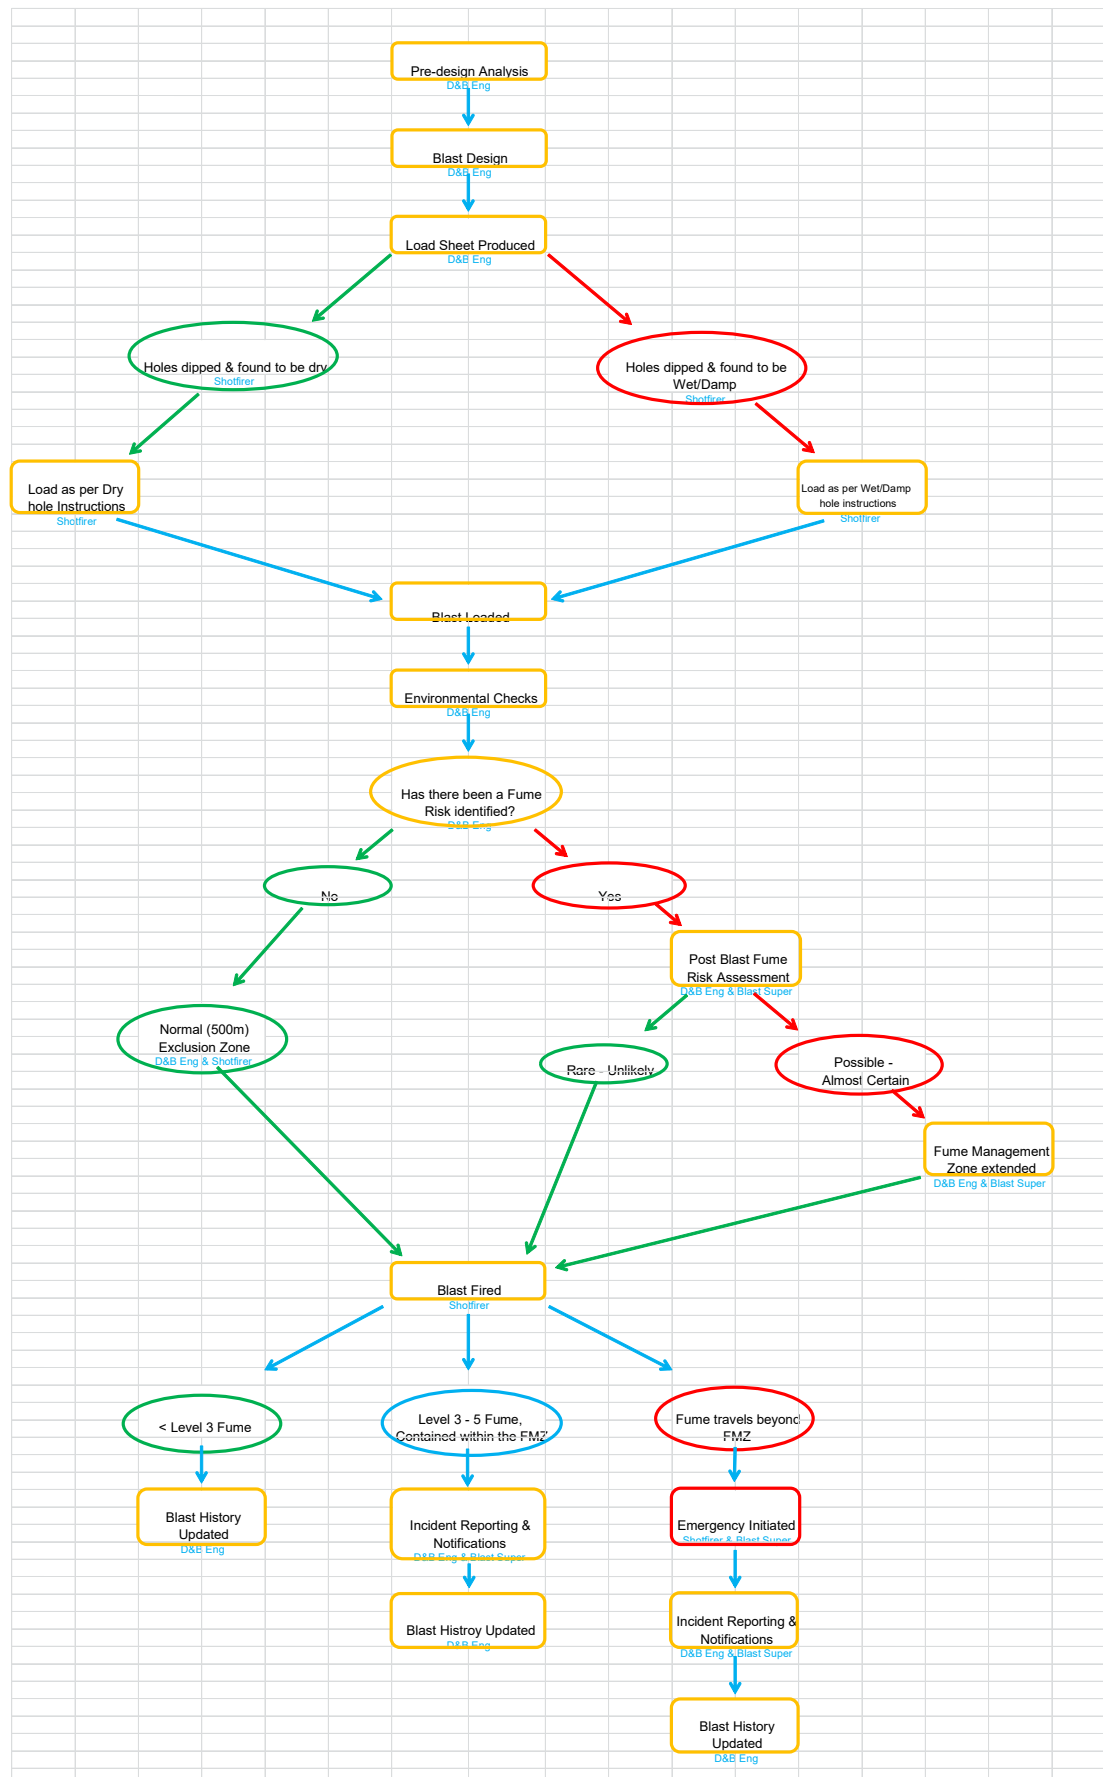 Pre-design Analysis
D&B Eng
Blast Design
D&B Eng
Load Sheet Produced
D&B Eng
Holes dipped & found to be dry
Shotfirer
Holes dipped & found to be
Wet/Damp
Shotfirer
Load as per Dry
hole Instructions
Shotfirer
Load as per Wet/Damp
hole instructions
Shotfirer
Blast Loaded
Environmental Checks
D&B Eng
Has there been a Fume
Risk identified?
D&B Eng
No
Yes
Post Blast Fume
Risk Assessment
D&B Eng & Blast Super
Normal (500m)
Exclusion Zone
D&B Eng & Shotfirer
Rare - Unlikely
Possible -
Almost Certain
Fume Management
Zone extended
D&B Eng & Blast Super
Blast Fired
Shotfirer
< Level 3 Fume
Level 3 - 5 Fume,
Contained within the FMZ
Fume travels beyond
FMZ
Blast History
Updated
D&B Eng
Incident Reporting &
Notifications
D&B Eng & Blast Super
Emergency Initiated
Shotfirer & Blast Super
Blast Histroy Updated
D&B Eng
Incident Reporting &
Notifications
D&B Eng & Blast Super
Blast History
Updated
D&B Eng